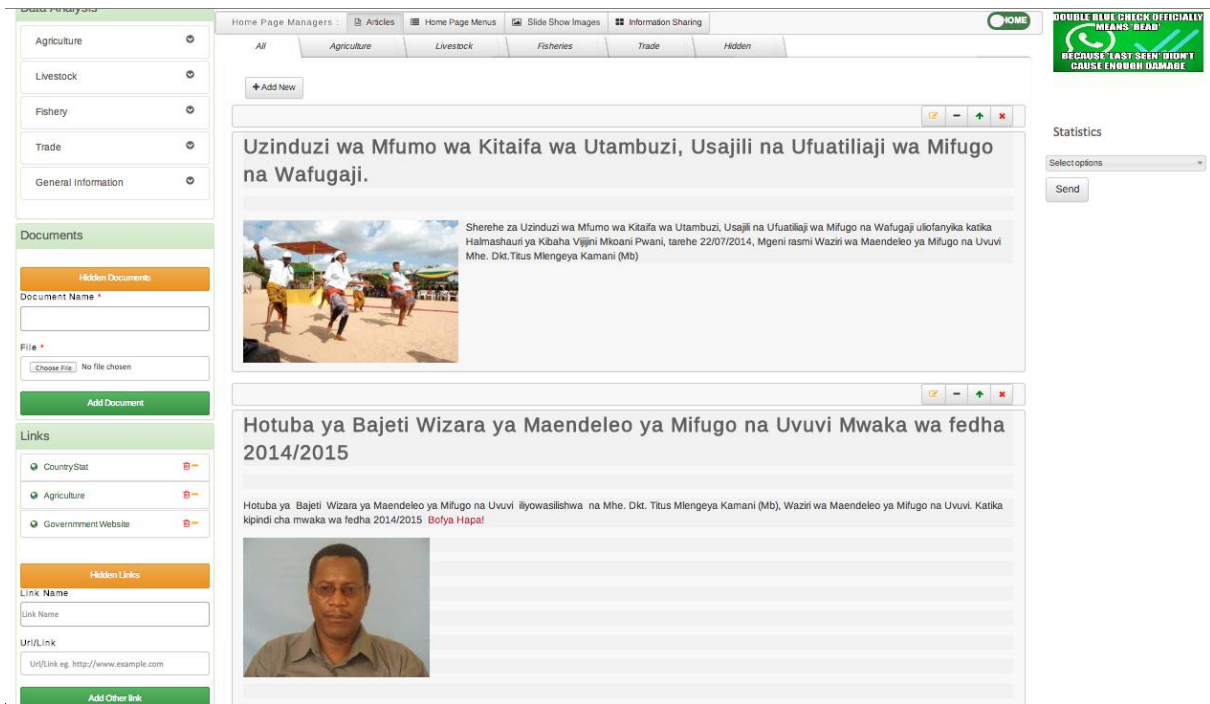 Data Analysis
Agriculture
Livestock
Fishery
Trade
General Information
Documents
Hidden Documents
Document Name *
File *
Choose File No file chosen
Add Document
Links
CountryStat
Agriculture
Governmment Website
Hidden Links
Link Name
Link Name
Url/Link
Url/Link eg. http://www.example.com
Add Other link
Home Page Managers : Articles Home Page Menus Slide Show Images Information Sharing
HOME
All Agriculture Livestock Fisheries Trade Hidden
+ Add New
Uzinduzi wa Mfumo wa Kitaifa wa Utambuzi, Usajili na Ufuatiliaji wa Mifugo
na Wafugaji.
Sherehe za Uzinduzi wa Mfumo wa Kitaifa wa Utambuzi, Usajili na Ufuatiliaji wa Mifugo na Wafugaji uliofanyika katika
Halmashauri ya Kibaha Vijijini Mkoani Pwani, tarehe 22/07/2014, Mgeni rasmi Waziri wa Maendeleo ya Mifugo na Uvuvi
Mhe. Dkt.Titus Mlengeya Kamani (Mb)
Hotuba ya Bajeti Wizara ya Maendeleo ya Mifugo na Uvuvi Mwaka wa fedha
2014/2015
Hotuba ya Bajeti Wizara ya Maendeleo ya Mifugo na Uvuvi iliyowasilishwa na Mhe. Dkt. Titus Mlengeya Kamani (Mb), Waziri wa Maendeleo ya Mifugo na Uvuvi. Katika
kipindi cha mwaka wa fedha 2014/2015 Bofya Hapa!
DOUBLE BLUE CHECK OFFICIALLY
MEANS 'READ'
BECAUSE 'LAST SEEN' DIDN'T
CAUSE ENOUGH DAMAGE
Statistics
Select options
Send